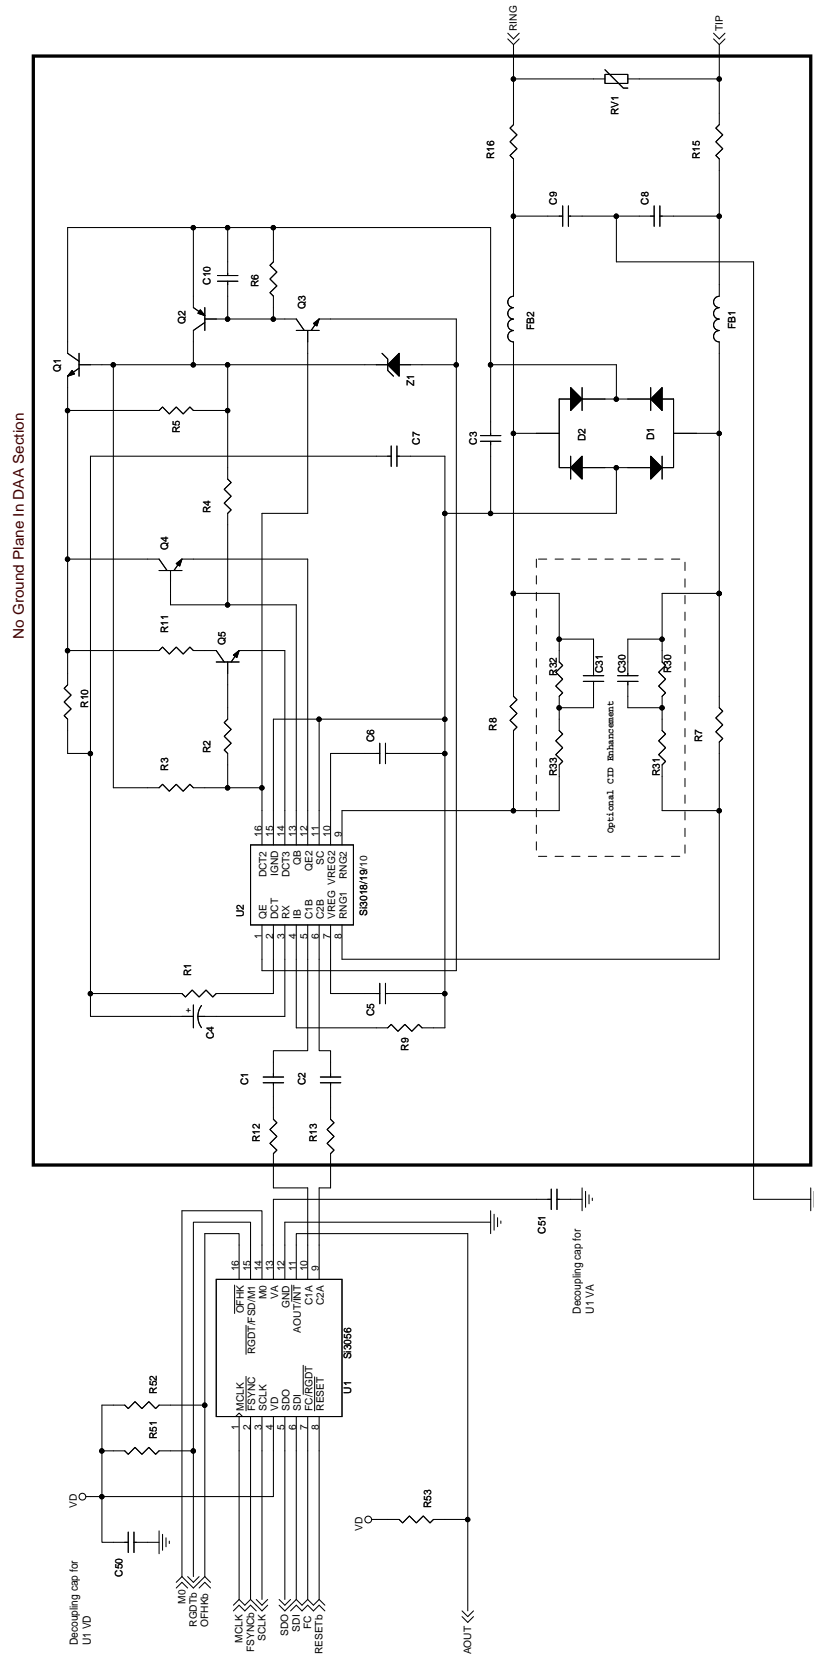 No Ground Plane In DAA Section
RING
TIP
RV1
R16
R15
C9
C8
FB2
FB1
Q1
Q2
C10
R6
Q3
Z1
R5
C7
C3
D2
D1
R4
Q4
R11
Q5
R10
R3
R2
C6
R8
R32
C31
C30
R30
R33
R31
R7
Optional CID Enhancement
16
15
14
13
12
11
10
9
DCT2
IGND
DCT3
QB
QE2
SC
VREG2
RNG2
U2
Si3018/19/10
QE
DCT
RX
IB
C1B
C2B
VREG
RNG1
1
2
3
4
5
6
7
8
R1
C4
C5
R9
C1
C2
R12
R13
C51
Decoupling cap for
U1 VA
16
15
14
13
12
11
10
9
OFHK
RGDT/FSD/M1
M0
VA
GND
AOUT/INT
C1A
C2A
Si3056
U1
MCLK
FSYNC
SCLK
VD
SDO
SDI
FC/RGDT
RESET
1
2
3
4
5
6
7
8
R52
R51
VD
C50
Decoupling cap for
U1 VD
VD
R53
M0
RGDTb
OFHKb
MCLK
FSYNCb
SCLK
SDO
SDI
FC
RESETb
AOUT